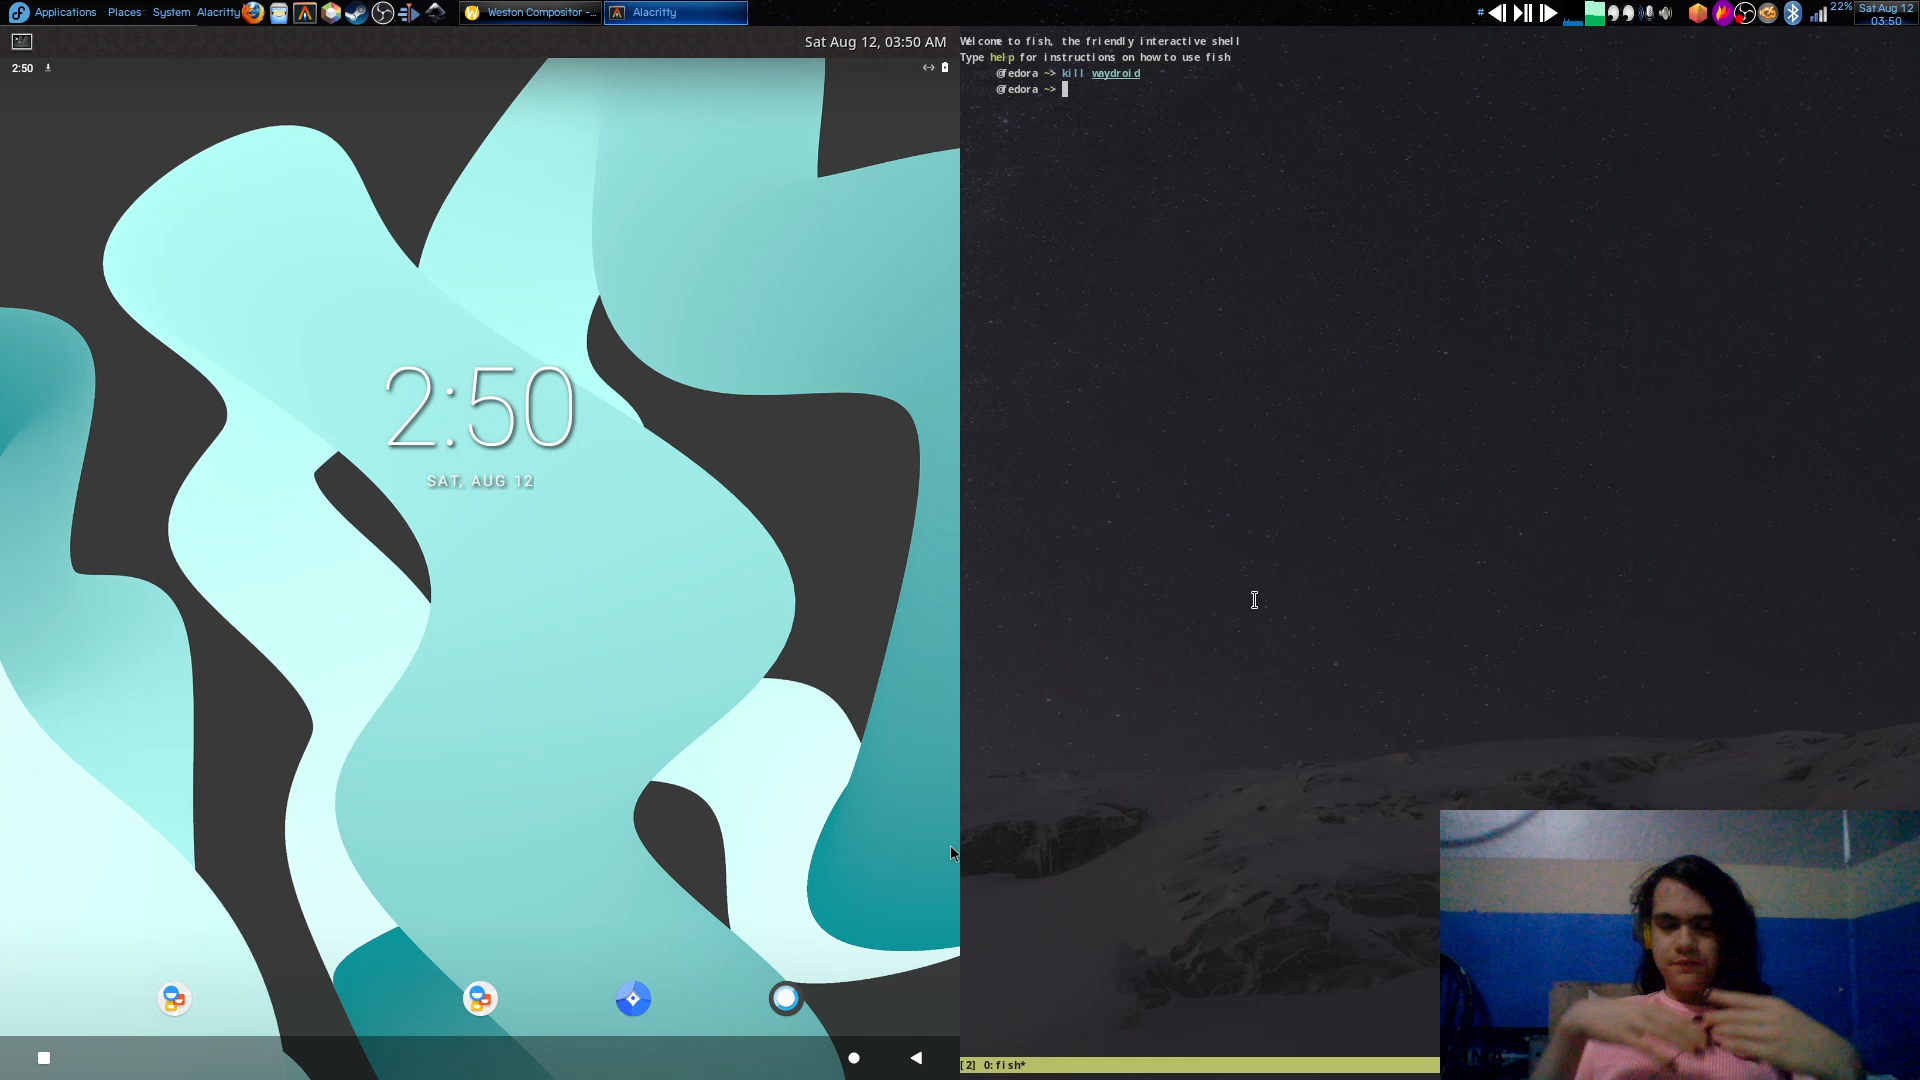 Applications Places System Alacritty
Weston Compositor -...
Alacritty
#
22%
Sat Aug 12
03:50
Sat Aug 12, 03:50 AM
2:50
2:50
SAT, AUG 12
Welcome to fish, the friendly interactive shell
Type help for instructions on how to use fish
@fedora ~> kill waydroid
@fedora ~>
[2] 0:fish*